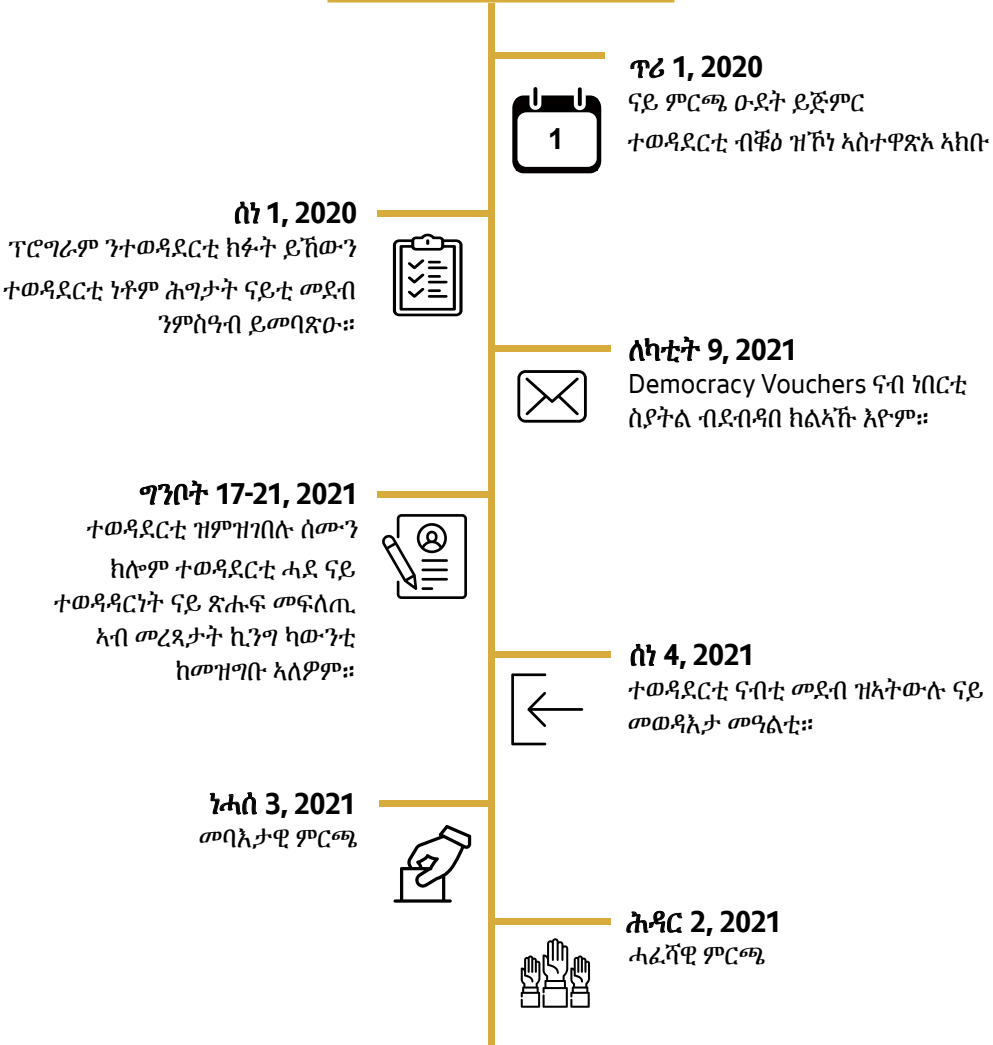 ጥሪ 1, 2020
ናይ ምርጫ ዑደት ይጅምር
ተወዳደርቲ ብቑዕ ዝኾነ ኣስተዋጽኦ ኣክቡ
1
ሰነ 1, 2020
ፕሮግራም ንተወዳደርቲ ክፉት ይኸውን
ተወዳደርቲ ነቶም ሕግታት ናይቲ መደብ
ንምስዓብ ይመባጽዑ።
ለካቲት 9, 2021
Democracy Vouchers ናብ ነበርቲ
ስያትል ብደብዳበ ክልኣኹ እዮም።
ግንቦት 17-21, 2021
ተወዳደርቲ ዝምዝገበሉ ሰሙን
ክሎም ተወዳደርቲ ሓደ ናይ
ተወዳዳርነት ናይ ጽሑፍ መፍለጢ
ኣብ መረጻታት ኪንግ ካውንቲ
ከመዝግቡ ኣለዎም።
ሰነ 4, 2021
ተወዳደርቲ ናብቲ መደብ ዝኣትውሉ ናይ
መወዳእታ መዓልቲ።
ነሓሰ 3, 2021
መባእታዊ ምርጫ
ሕዳር 2, 2021
ሓፈሻዊ ምርጫ